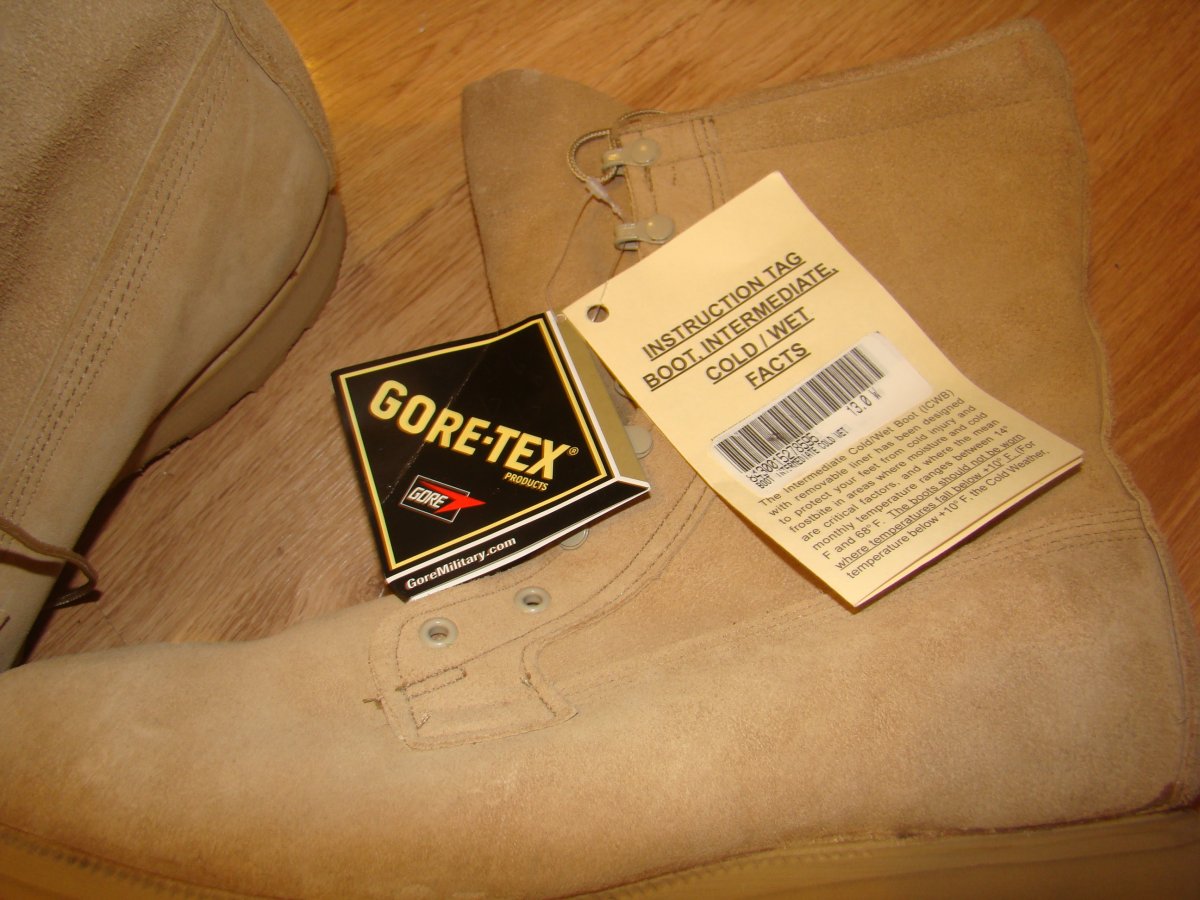 GORE-TEX®
PRODUCTS
GORE
GoreMilitary.com
INSTRUCTION TAG
BOOT, INTERMEDIATE,
COLD / WET
FACTS
13.0 W
BOOT INTERMEDIATE COLD WET
The Intermediate Cold/Wet Boot (ICWB)
with removable liner has been designed
to protect your feet from cold injury and
frostbite in areas where moisture and cold
are critical factors, and where the mean
monthly temperature ranges between 14°
F and 68° F. The boots should not be worn
where temperatures fall below +10° F. (For
temperature below +10° F, the Cold Weather,